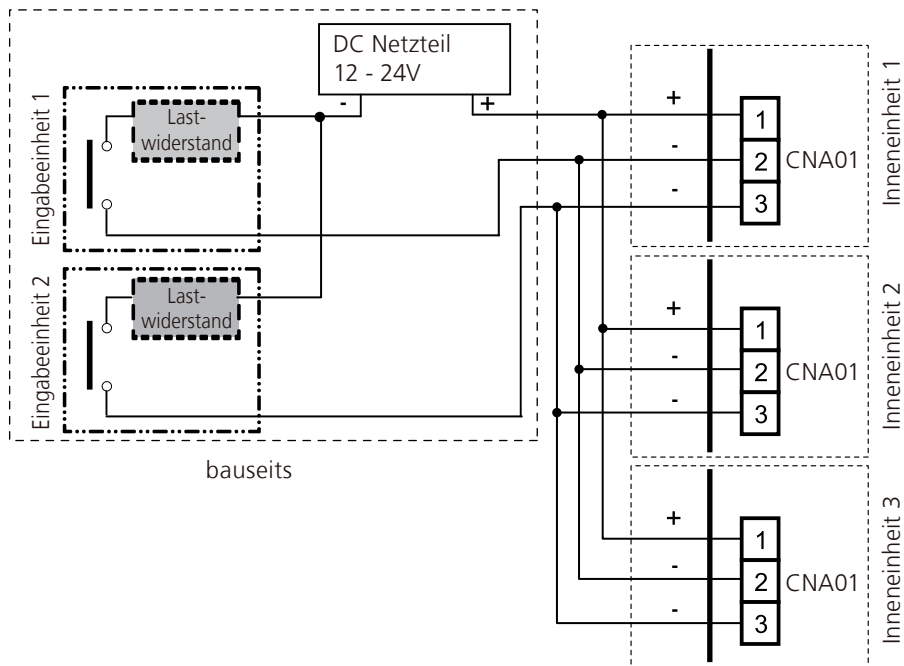 DC Netzteil
12 - 24V
-
+
Eingabeeinheit 1
Last-
widerstand
Eingabeeinheit 2
Last-
widerstand
bauseits
+
-
-
1
2
3
CNA01
Inneneinheit 1
+
-
-
1
2
3
CNA01
Inneneinheit 2
+
-
-
1
2
3
CNA01
Inneneinheit 3